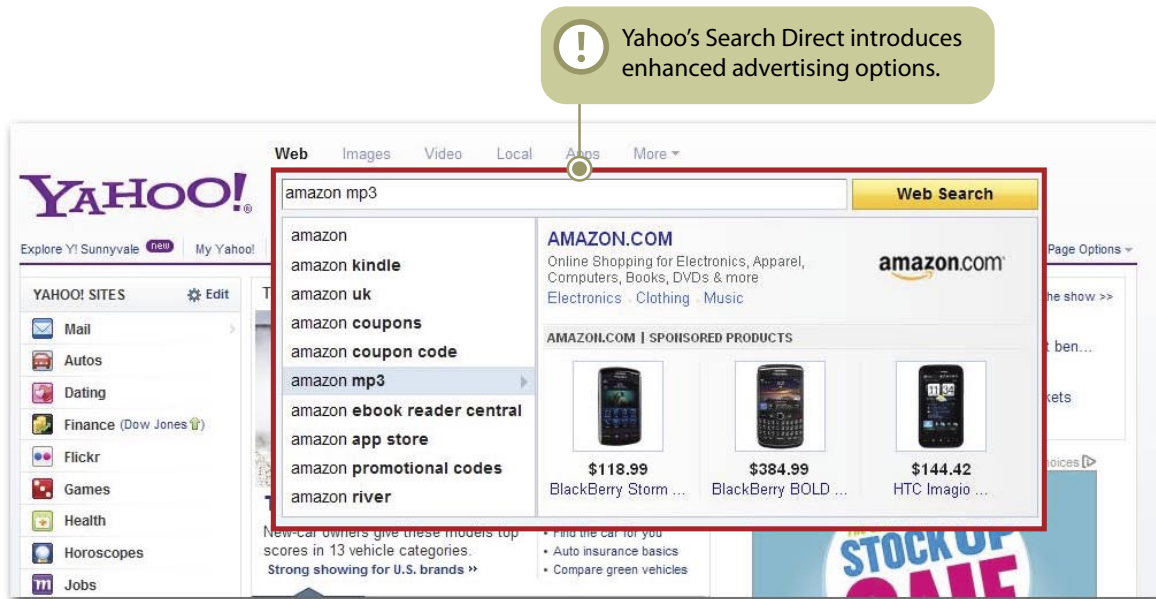 !
Yahoo's Search Direct introduces
enhanced advertising options.
Web Images Video Local Apps More
YAHOO!®
amazon mp3
Web Search
Explore Y! Sunnyvale new My Yahoo!
Page Options
amazon
amazon kindle
amazon uk
amazon coupons
amazon coupon code
amazon mp3
amazon ebook reader central
amazon app store
amazon promotional codes
amazon river
AMAZON.COM
Online Shopping for Electronics, Apparel,
Computers, Books, DVDs & more
Electronics Clothing Music
amazon.com
AMAZON.COM | SPONSORED PRODUCTS
11 34
$118.99
BlackBerry Storm ...
$384.99
BlackBerry BOLD ...
$144.42
HTC Imagio ...
YAHOO! SITES Edit
Mail
Autos
Dating
Finance (Dow Jones)
Flickr
Games
Health
Horoscopes
m Jobs
New-car owners give these models top
scores in 13 vehicle categories.
Strong showing for U.S. brands »
• Find the car for you
• Auto insurance basics
• Compare green vehicles
he show >>
ben...
kets
oices
STOCK UP
SALE